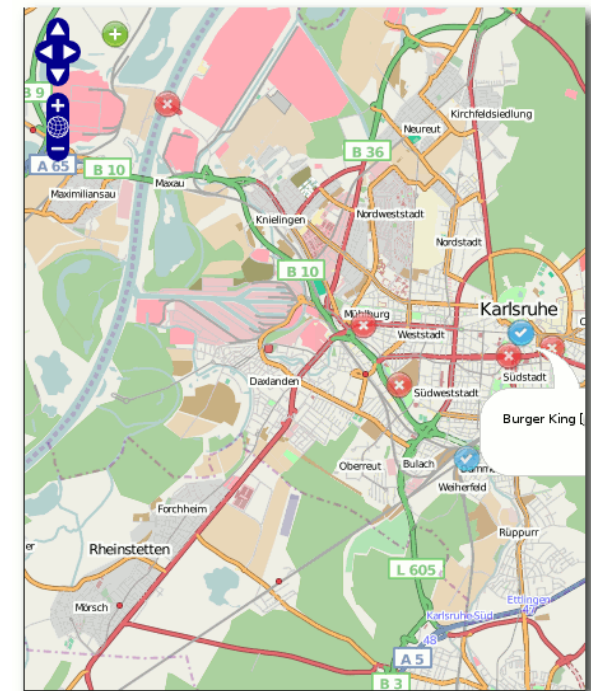 Kirchfeldsiedlung
B 9
Neureut
B 36
A 65
B 10
Maxau
Maximiliansau
Knielingen
Nordweststadt
Nordstadt
B 10
Karlsruhe
Mühlburg
Weststadt
Südstadt
Daxlanden
Südweststadt
Burger King [
Oberreut
Bulach
Weiherfeld
Forchheim
Rüppurr
Rheinstetten
L 605
Ettlingen
47
Mörsch
Karlsruhe-Süd
48
A 5
B 3